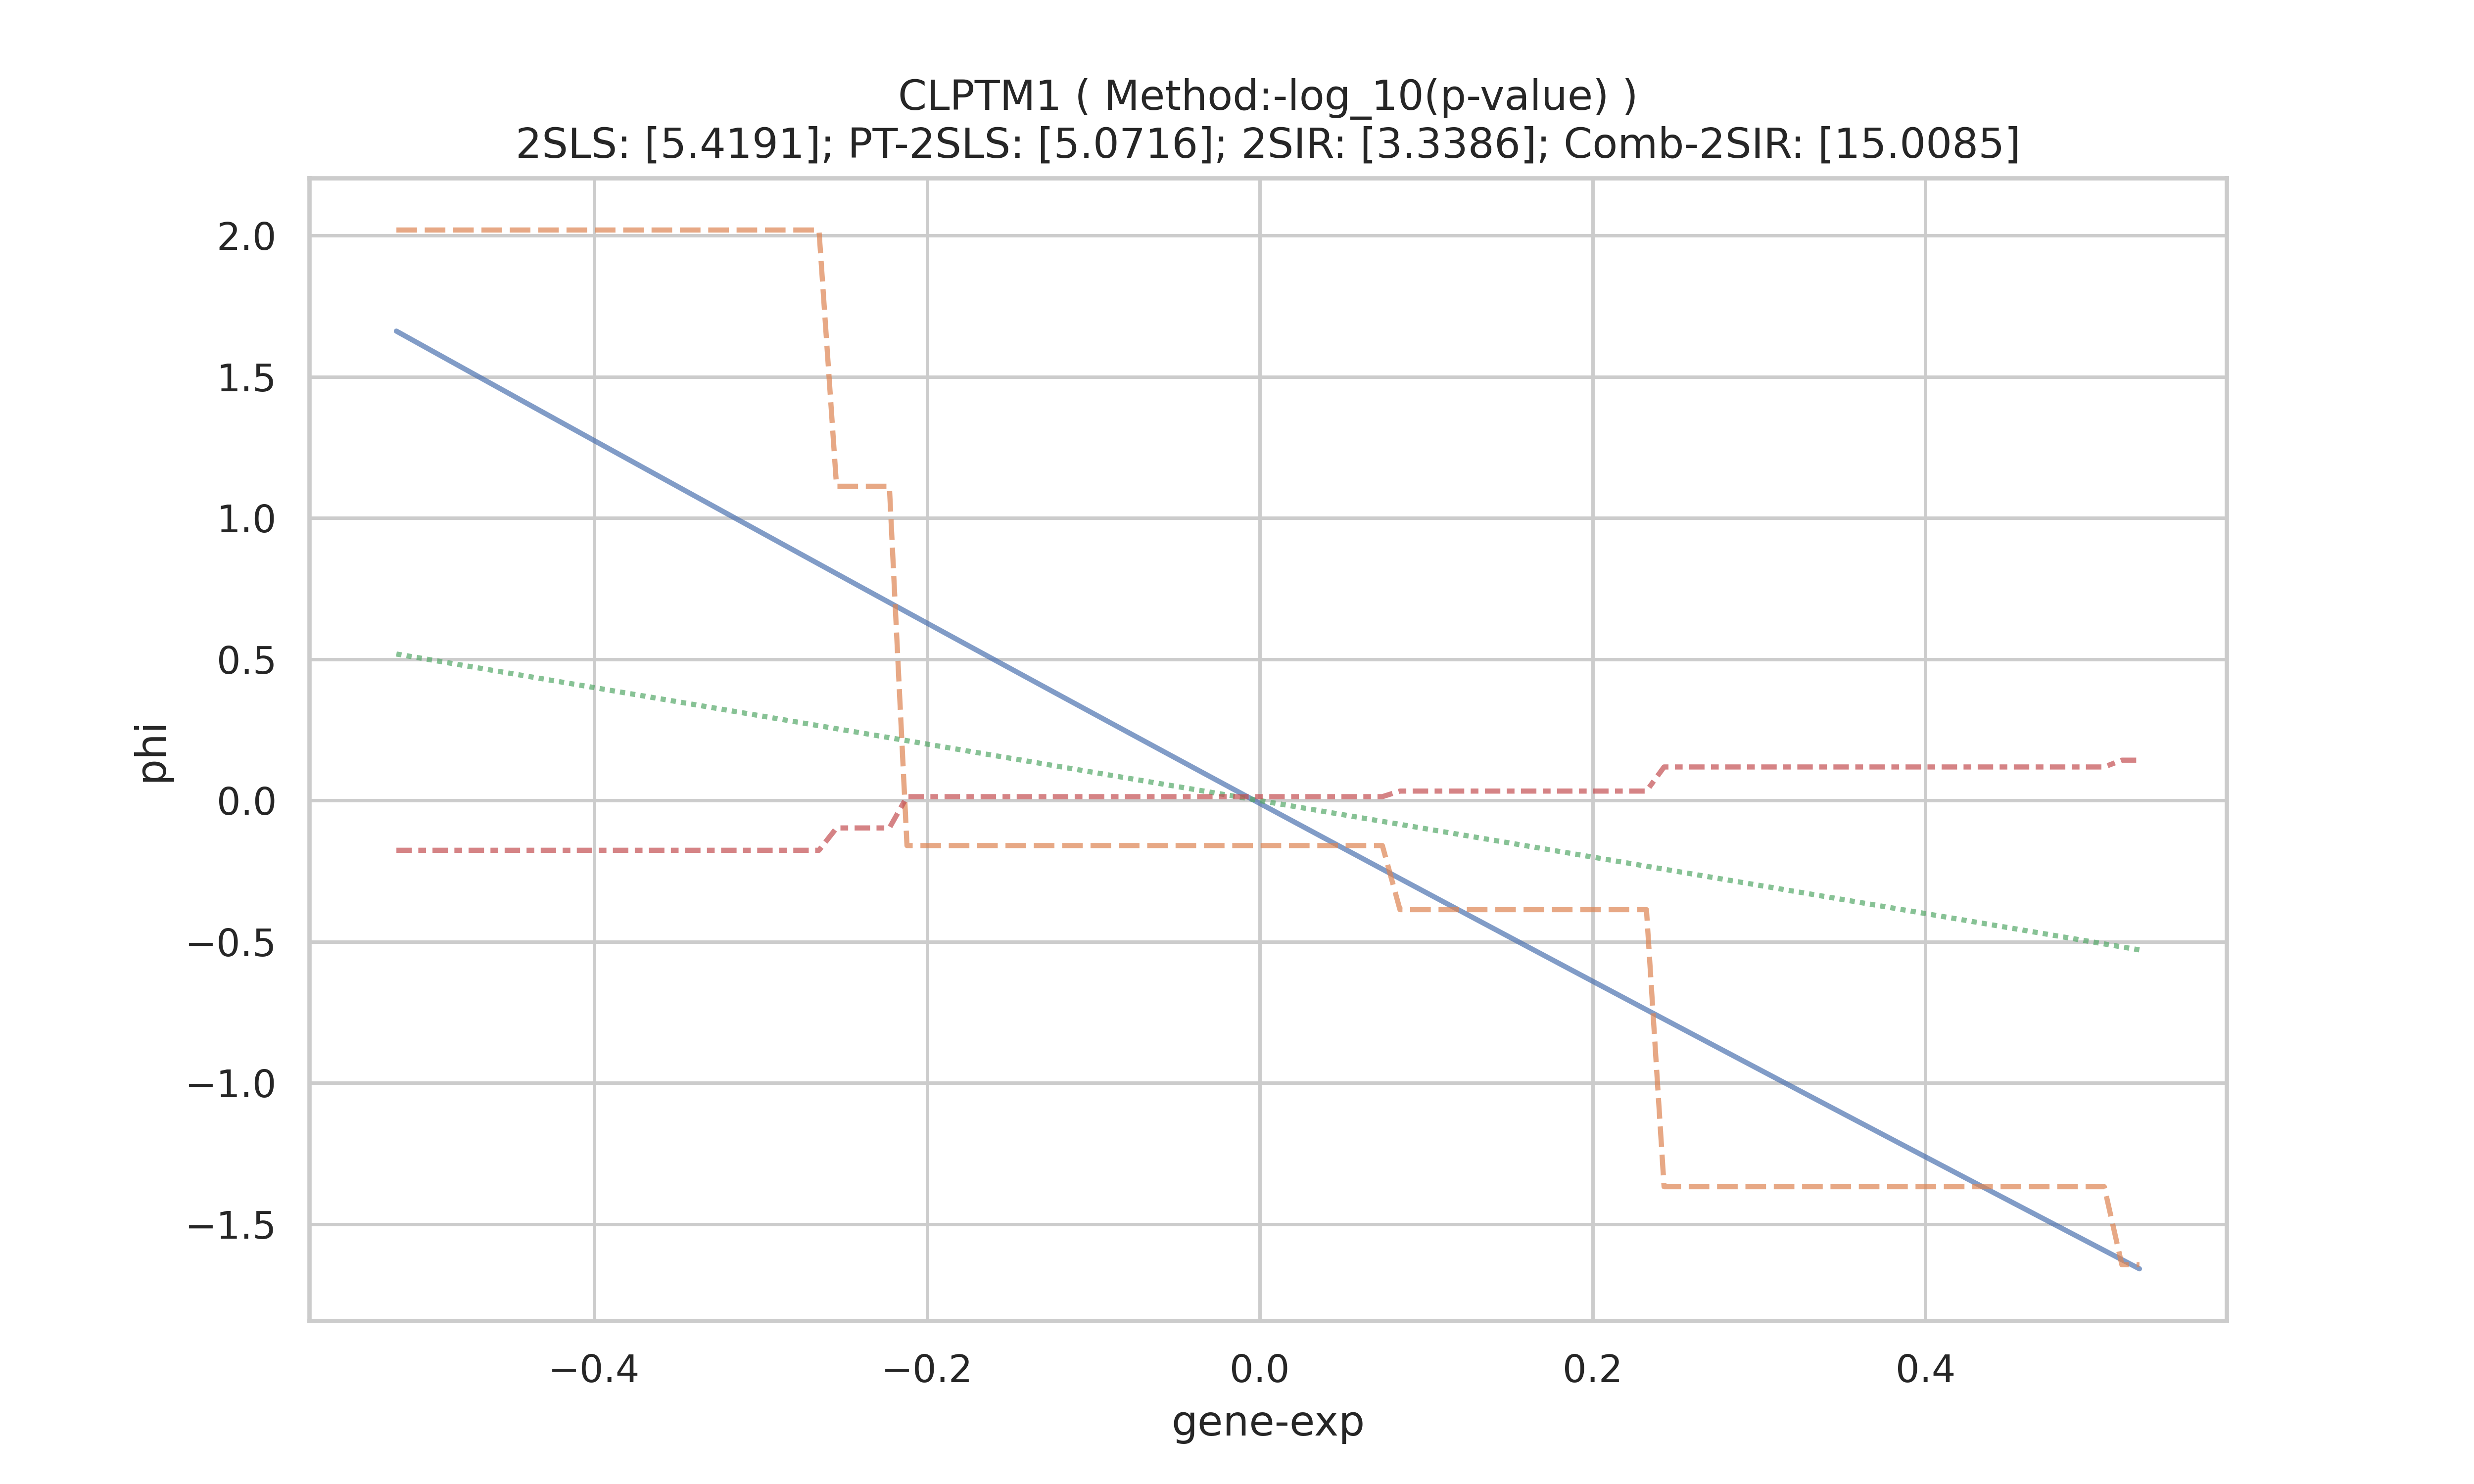 CLPTM1 ( Method:-log_10(p-value) )
2SLS: [5.4191]; PT-2SLS: [5.0716]; 2SIR: [3.3386]; Comb-2SIR: [15.0085]
2.0
1.5
1.0
0.5
0.0
−0.5
−1.0
−1.5
phi
−0.4 −0.2 0.0 0.2 0.4
gene-exp